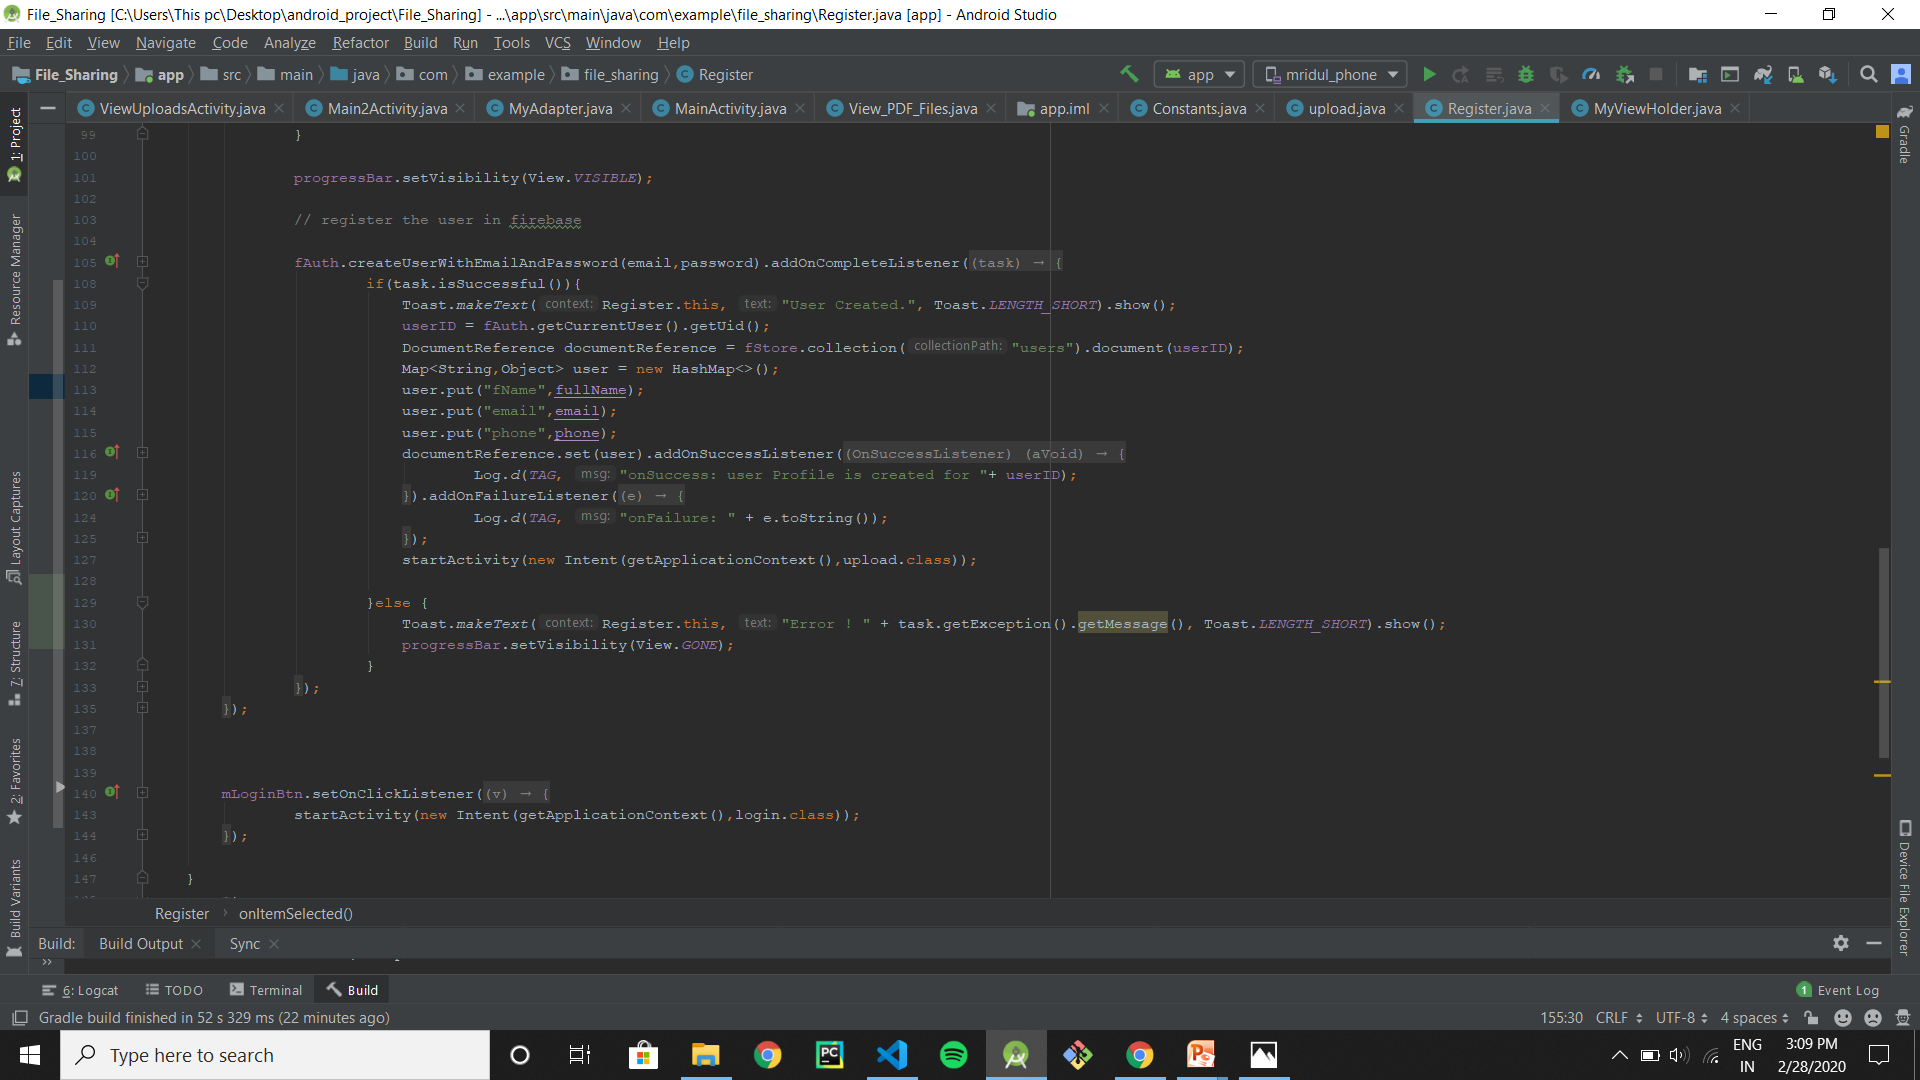 File_Sharing [C:\Users\This pc\Desktop\android_project\File_Sharing] - ...\app\src\main\java\com\example\file_sharing\Register.java [app] - Android Studio
File Edit View Navigate Code Analyze Refactor Build Run Tools VCS Window Help
File_Sharing app src main java com example file_sharing Register app mridul_phone
ViewUploadsActivity.java Main2Activity.java MyAdapter.java MainActivity.java View_PDF_Files.java app.iml Constants.java upload.java Register.java MyViewHolder.java
1: Project
Resource Manager
Layout Captures
7: Structure
2: Favorites
Build Variants
Gradle
Device File Explorer
99 }
100
101 progressBar.setVisibility(View.VISIBLE);
102
103 // register the user in firebase
104
105 fAuth.createUserWithEmailAndPassword(email,password).addOnCompleteListener((task) → {
108 if(task.isSuccessful()){
109 Toast.makeText( context: Register.this, text: "User Created.", Toast.LENGTH_SHORT).show();
110 userID = fAuth.getCurrentUser().getUid();
111 DocumentReference documentReference = fStore.collection( collectionPath: "users").document(userID);
112 Map<String,Object> user = new HashMap<>();
113 user.put("fName",fullName);
114 user.put("email",email);
115 user.put("phone",phone);
116 documentReference.set(user).addOnSuccessListener((OnSuccessListener) (aVoid) → {
119 Log.d(TAG, msg: "onSuccess: user Profile is created for "+ userID);
120 }).addOnFailureListener((e) → {
124 Log.d(TAG, msg: "onFailure: " + e.toString());
125 });
127 startActivity(new Intent(getApplicationContext(),upload.class));
128
129 }else {
130 Toast.makeText( context: Register.this, text: "Error ! " + task.getException().getMessage(), Toast.LENGTH_SHORT).show();
131 progressBar.setVisibility(View.GONE);
132 }
133 });
135 });
137
138
139
140 mLoginBtn.setOnClickListener((v) → {
143 startActivity(new Intent(getApplicationContext(),login.class));
144 });
146
147 }
Register › onItemSelected()
Build: Build Output Sync
6: Logcat TODO Terminal Build 1 Event Log
Gradle build finished in 52 s 329 ms (22 minutes ago) 155:30 CRLF UTF-8 4 spaces
Type here to search
ENG
IN
3:09 PM
2/28/2020